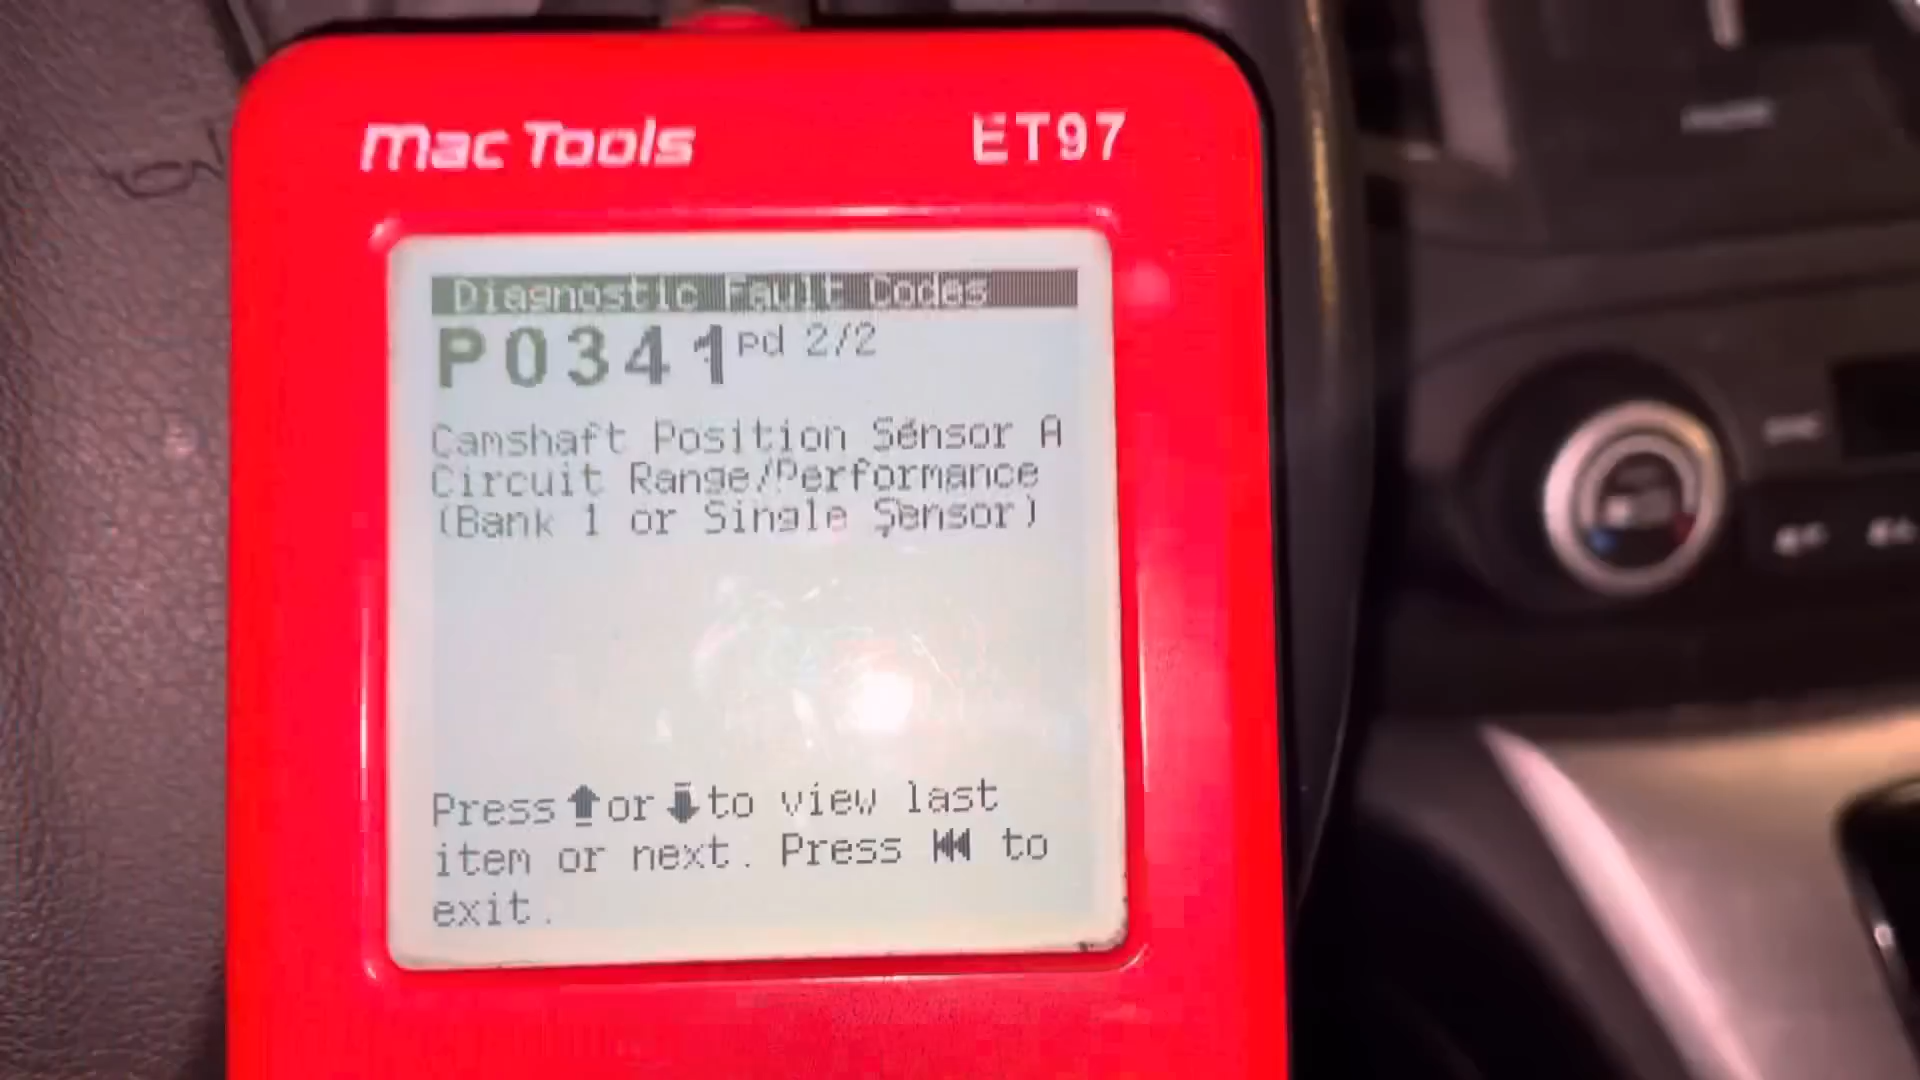 Mac Tools ET97
Diagnostic Fault Codes
P0341 pd 2/2
Camshaft Position Sensor A
Circuit Range/Performance
(Bank 1 or Single Sensor)
Press or to view last
item or next. Press to
exit.